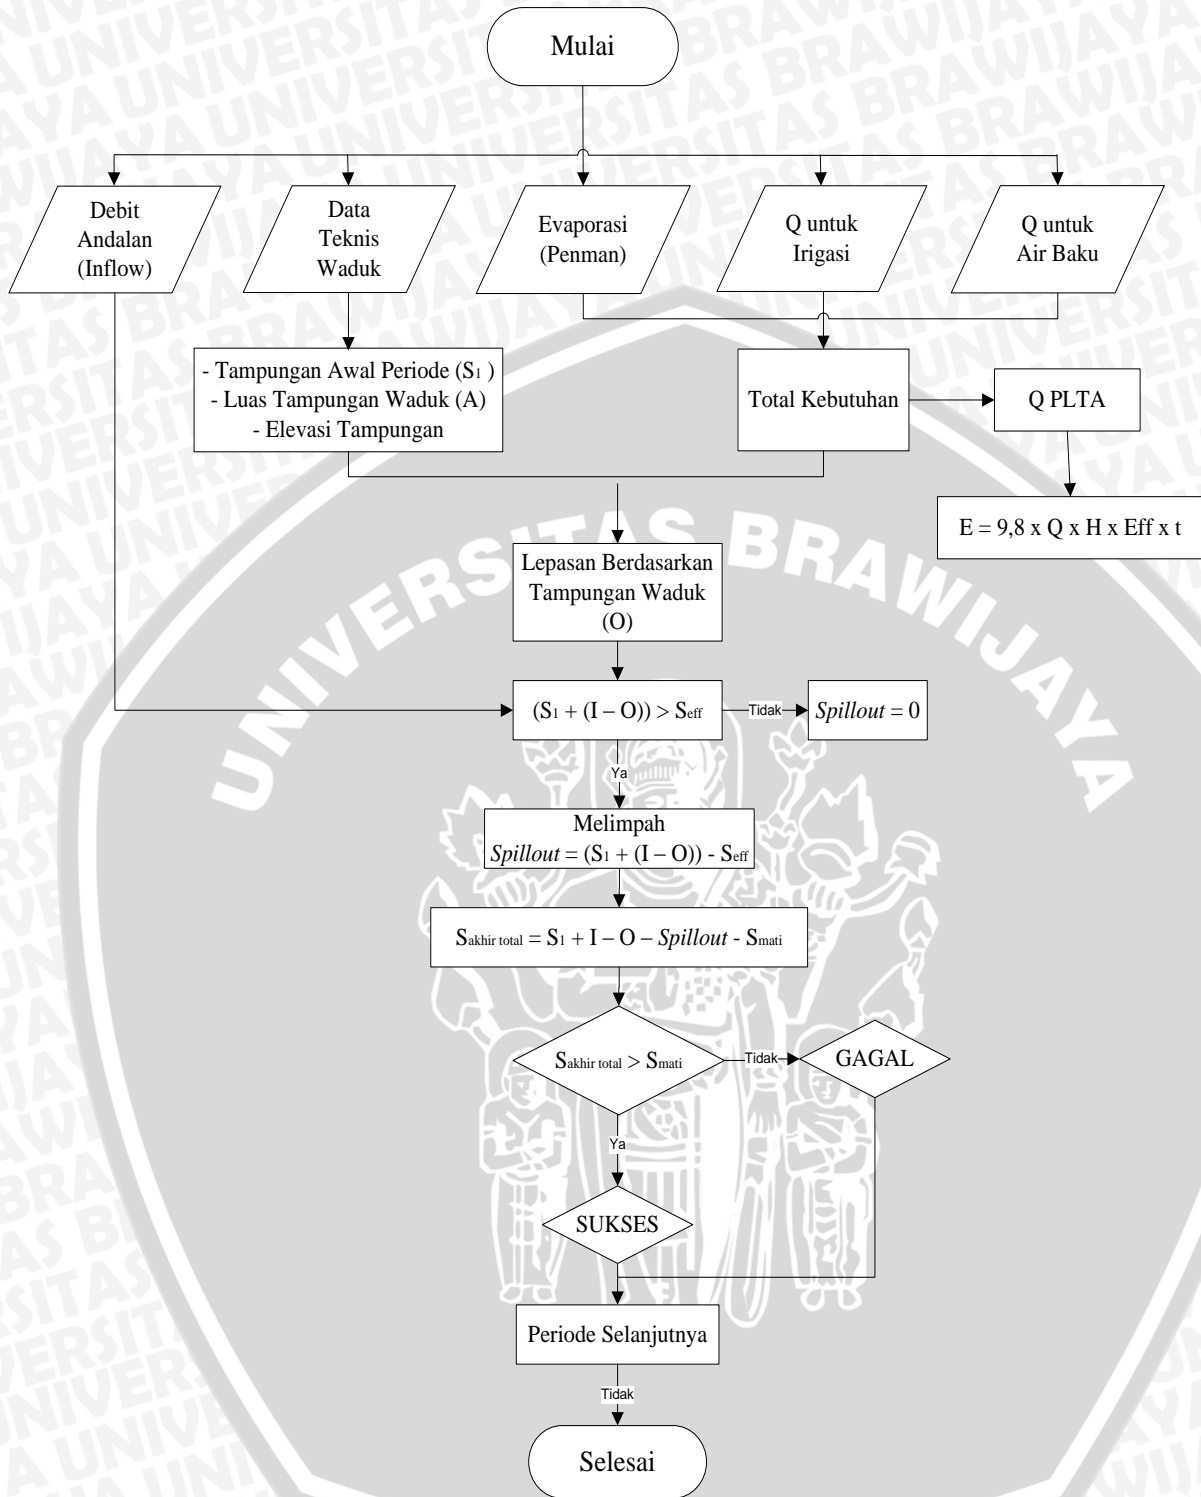 Mulai
Debit
Andalan
(Inflow)
Data
Teknis
Waduk
Evaporasi
(Penman)
Q untuk
Irigasi
Q untuk
Air Baku
- Tampungan Awal Periode (S₁ )
- Luas Tampungan Waduk (A)
- Elevasi Tampungan
Total Kebutuhan
Q PLTA
E = 9,8 x Q x H x Eff x t
UNIVERSITAS BRAWIJAYA
Lepasan Berdasarkan
Tampungan Waduk
(O)
(S₁ + (I – O)) > Seff
Tidak
Spillout = 0
Ya
Melimpah
Spillout = (S₁ + (I – O)) - Seff
Sakhir total = S₁ + I – O – Spillout - Smati
Sakhir total > Smati
Tidak
GAGAL
Ya
SUKSES
Periode Selanjutnya
Tidak
Selesai